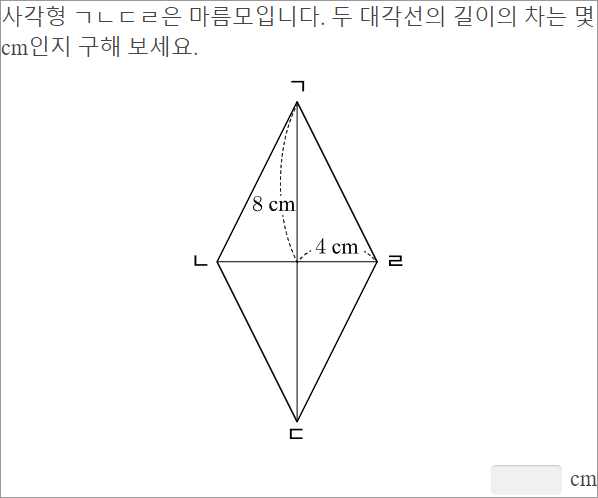 사각형 ㄱㄴㄷㄹ은 마름모입니다. 두 대각선의 길이의 차는 몇
cm인지 구해 보세요.
ㄱ
8 cm
4 cm
ㄴ
ㄹ
ㄷ
cm